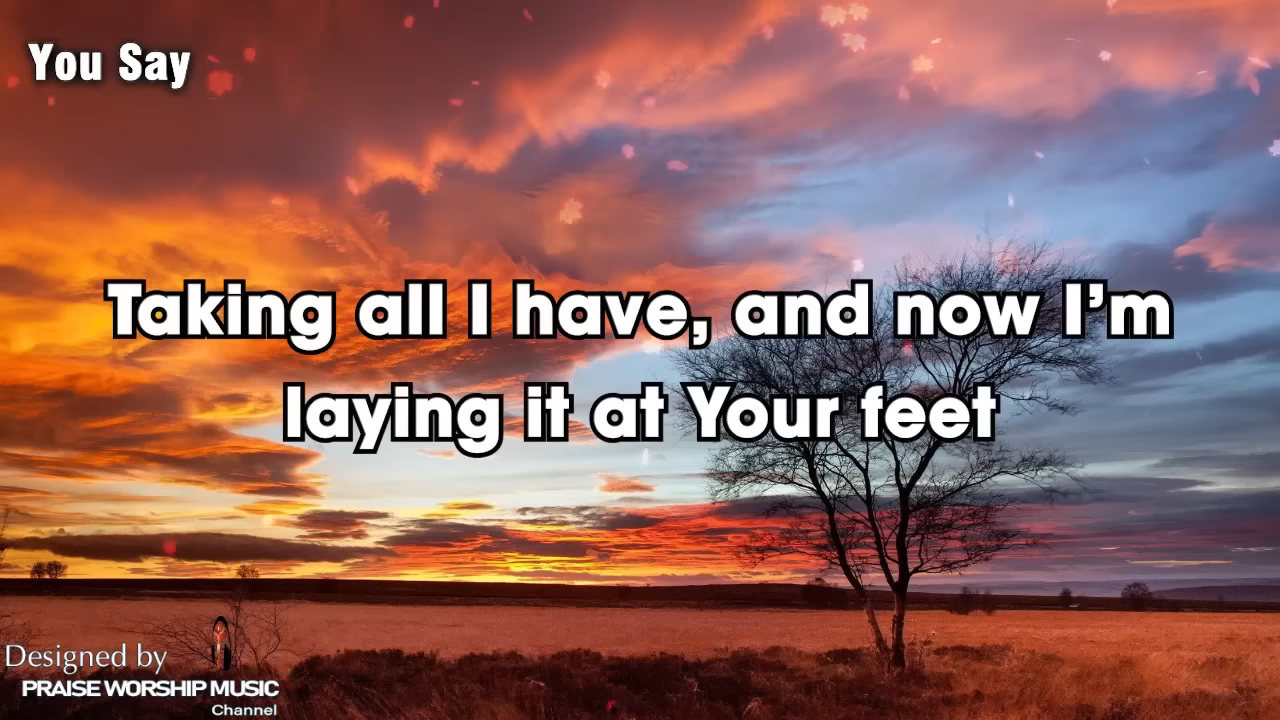 You Say
Taking all I have, and now I’m
laying it at Your feet
Designed by
PRAISE WORSHIP MUSIC
Channel